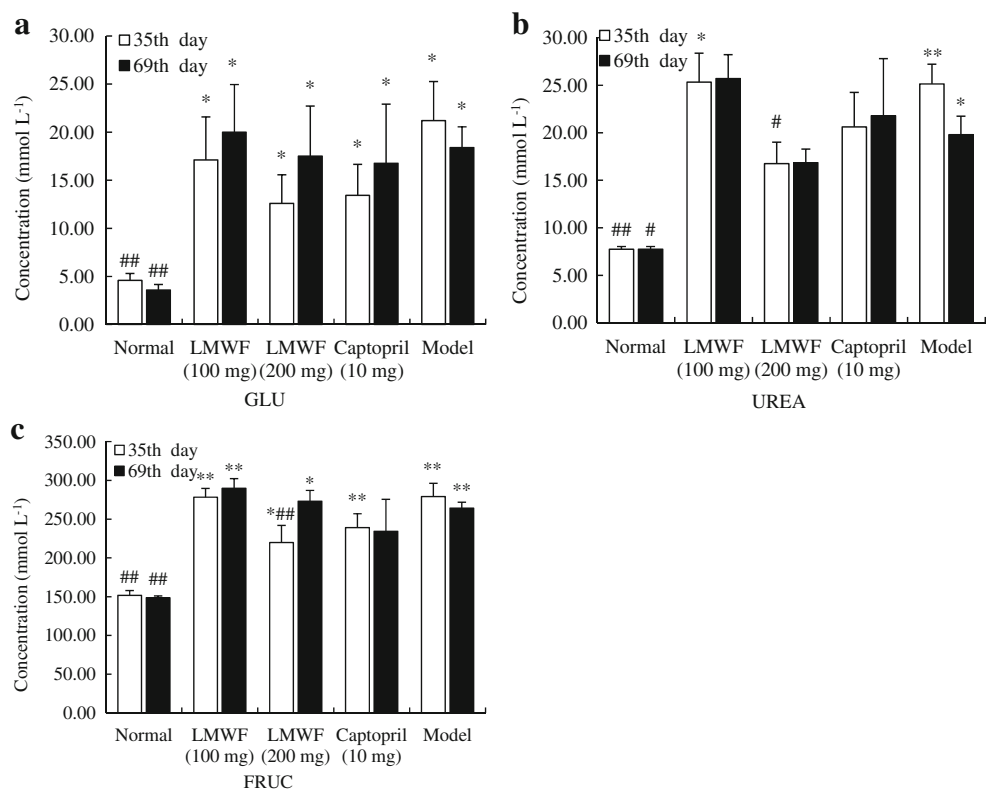 a
35th day
69th day
Concentration (mmol L-1)
30.00
25.00
20.00
15.00
10.00
5.00
0.00
## ## * * * * * * * *
Normal LMWF LMWF Captopril Model
(100 mg) (200 mg) (10 mg)
GLU
b
35th day
69th day
Concentration (mmol L-1)
30.00
25.00
20.00
15.00
10.00
5.00
0.00
## # * # ** *
Normal LMWF LMWF Captopril Model
(100 mg) (200 mg) (10 mg)
UREA
c
35th day
69th day
Concentration (mmol L-1)
350.00
300.00
250.00
200.00
150.00
100.00
50.00
0.00
## ## ** ** *## * ** ** **
Normal LMWF LMWF Captopril Model
(100 mg) (200 mg) (10 mg)
FRUC